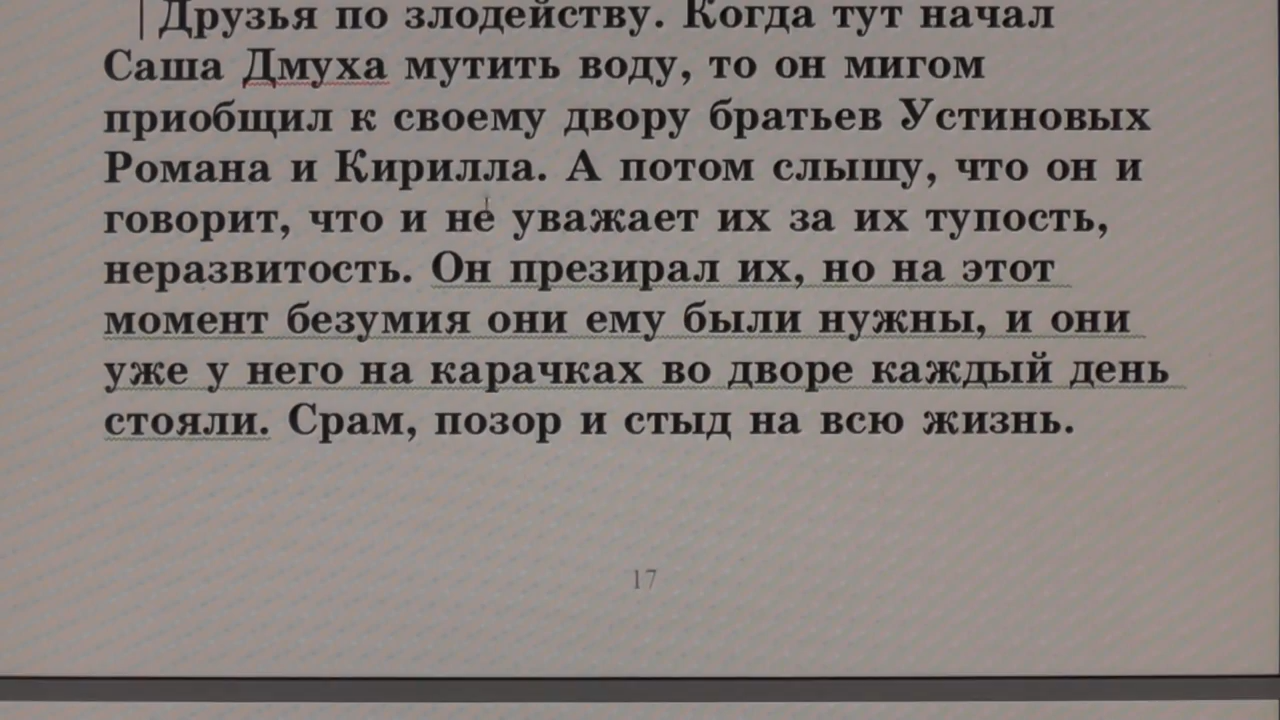 Друзья по злодейству. Когда тут начал
Саша Дмуха мутить воду, то он мигом
приобщил к своему двору братьев Устиновых
Романа и Кирилла. А потом слышу, что он и
говорит, что и не уважает их за их тупость,
неразвитость. Он презирал их, но на этот
момент безумия они ему были нужны, и они
уже у него на карачках во дворе каждый день
стояли. Срам, позор и стыд на всю жизнь.
17